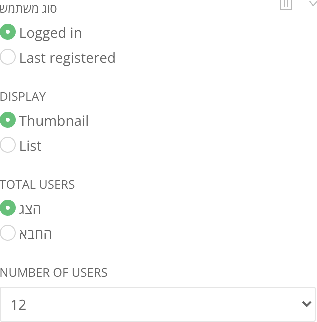 סוג משתמש
Logged in
Last registered
DISPLAY
Thumbnail
List
TOTAL USERS
הצג
החבא
NUMBER OF USERS
12